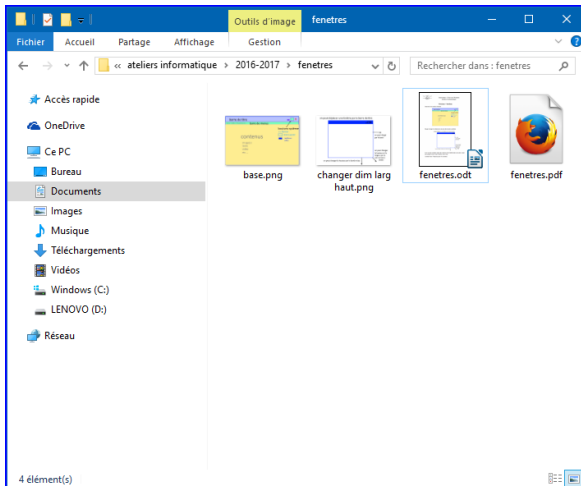 Outils d'image
fenetres
Fichier
Accueil
Partage
Affichage
Gestion
« ateliers informatique > 2016-2017 > fenetres
Rechercher dans : fenetres
Accès rapide
OneDrive
Ce PC
Bureau
Documents
Images
Musique
Téléchargements
Vidéos
Windows (C:)
LENOVO (D:)
Réseau
base.png
changer dim larg
haut.png
fenetres.odt
fenetres.pdf
contenus
4 élément(s)